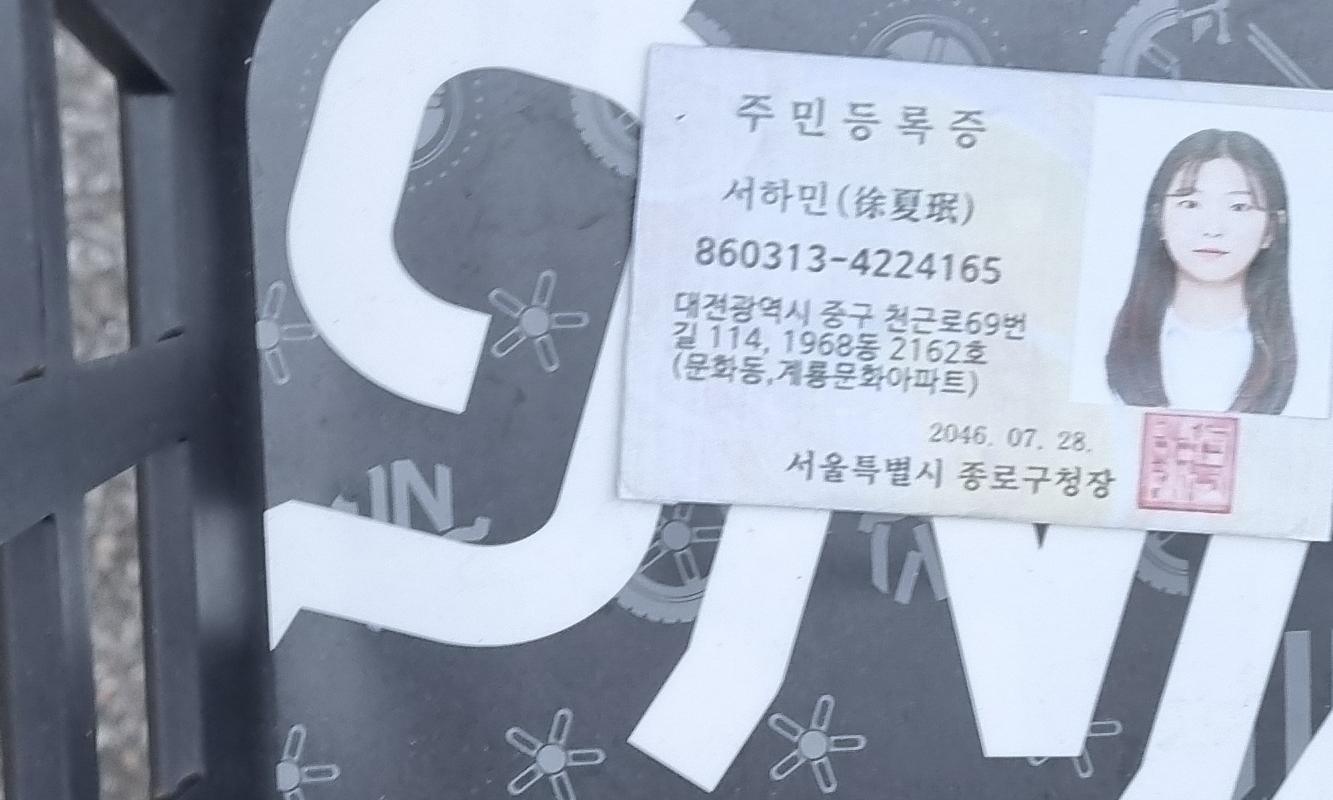 주민등록증
서하민(徐夏珉)
860313-4224165
대전광역시 중구 천근로69번
길 114, 1968동 2162호
(문화동,계룡문화아파트)
2046. 07. 28.
서울특별시 종로구청장
IN